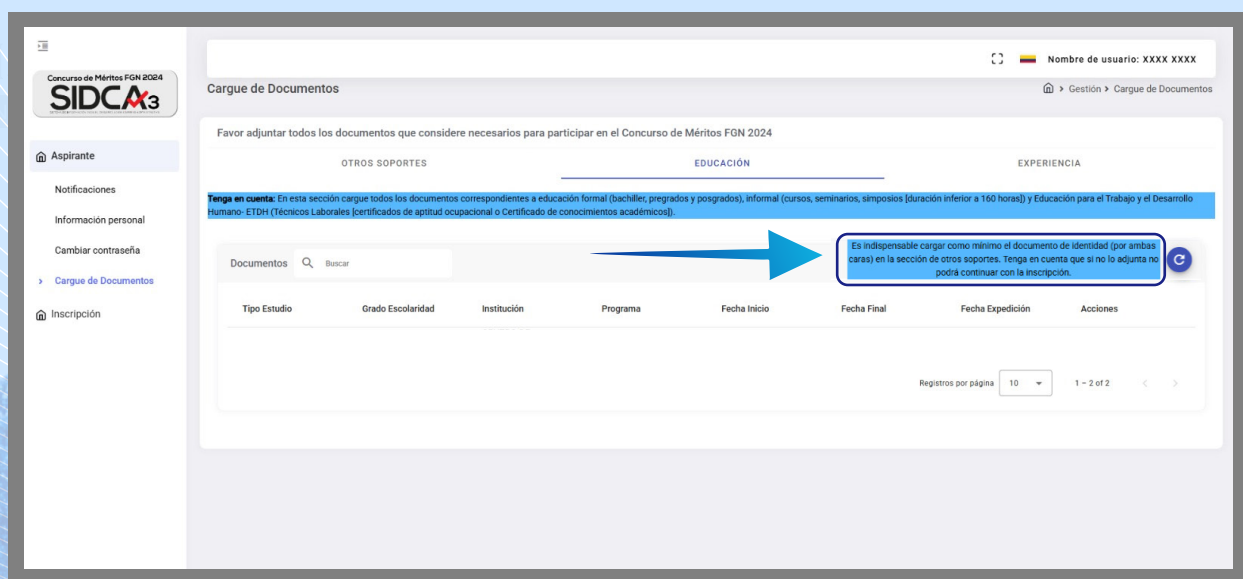 Nombre de usuario: XXXX XXXX
Concurso de Méritos FGN 2024
SIDCA3
Cargue de Documentos
Gestión > Cargue de Documentos
Favor adjuntar todos los documentos que considere necesarios para participar en el Concurso de Méritos FGN 2024
Aspirante
OTROS SOPORTES
EDUCACIÓN
EXPERIENCIA
Notificaciones
Información personal
Cambiar contraseña
> Cargue de Documentos
Inscripción
Tenga en cuenta: En esta sección cargue todos los documentos correspondientes a educación formal (bachiller, pregrados y posgrados), informal (cursos, seminarios, simposios [duración inferior a 160 horas]) y Educación para el Trabajo y el Desarrollo
Humano- ETDH (Técnicos Laborales [certificados de aptitud ocupacional o Certificado de conocimientos académicos]).
Es indispensable cargar como mínimo el documento de identidad (por ambas
caras) en la sección de otros soportes. Tenga en cuenta que si no lo adjunta no
podrá continuar con la inscripción.
Documentos
Buscar
Tipo Estudio
Grado Escolaridad
Institución
Programa
Fecha Inicio
Fecha Final
Fecha Expedición
Acciones
Registros por página
10
1 – 2 of 2